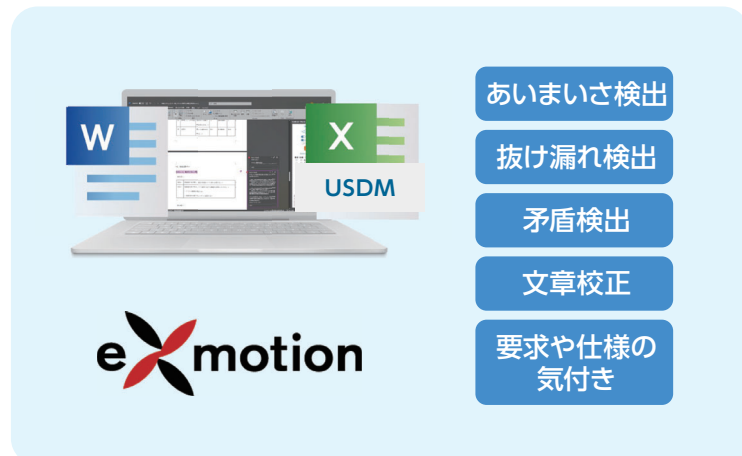 W
X
USDM
eXmotion
あいまいさ検出
抜け漏れ検出
矛盾検出
文章校正
要求や仕様の
気付き